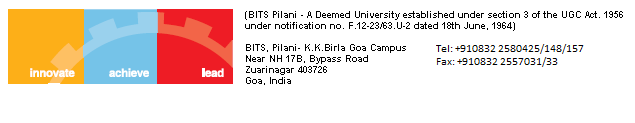 (BITS Pilani - A Deemed University established under section 3 of the UGC Act. 1956
under notification no. F.12-23/63.U-2 dated 18th June, 1964)
BITS, Pilani- K.K.Birla Goa Campus
Near NH 17B, Bypass Road
Zuarinagar 403726
Goa, India
Tel: +910832 2580425/148/157
Fax: +910832 2557031/33
innovate
achieve
lead